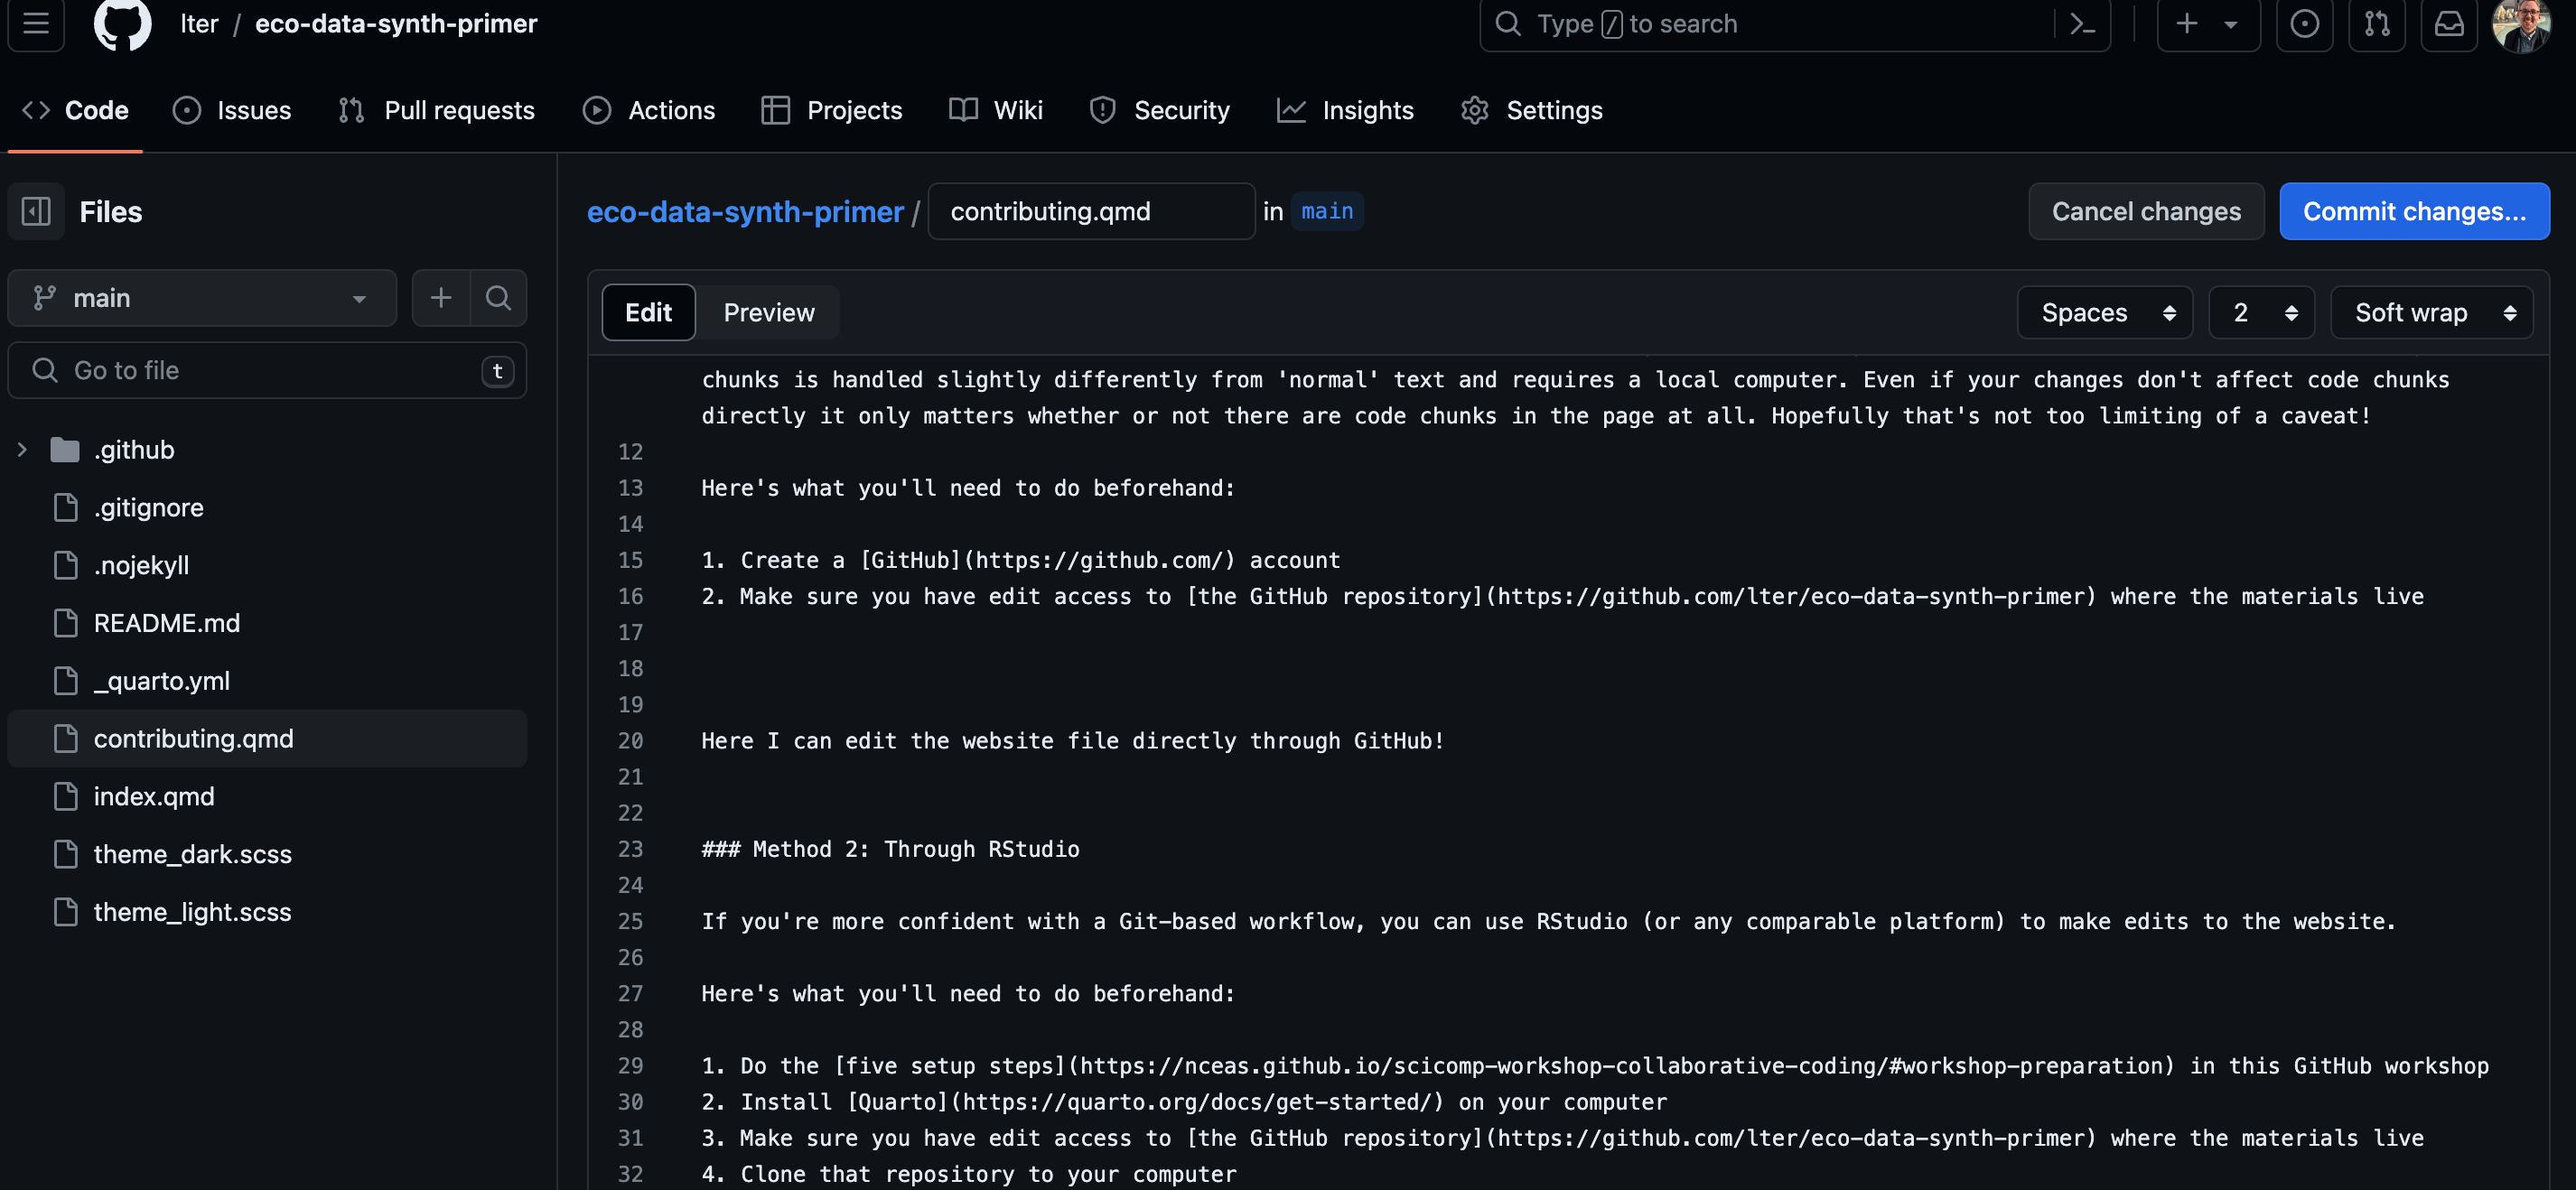 lter / eco-data-synth-primer
Type / to search
Code
Issues
Pull requests
Actions
Projects
Wiki
Security
Insights
Settings
Files
eco-data-synth-primer / contributing.qmd in main
Cancel changes
Commit changes...
main
Go to file
t
.github
.gitignore
.nojekyll
README.md
_quarto.yml
contributing.qmd
index.qmd
theme_dark.scss
theme_light.scss
Edit
Preview
Spaces
2
Soft wrap
chunks is handled slightly differently from 'normal' text and requires a local computer. Even if your changes don't affect code chunks
directly it only matters whether or not there are code chunks in the page at all. Hopefully that's not too limiting of a caveat!
12
13 Here's what you'll need to do beforehand:
14
15 1. Create a [GitHub](https://github.com/) account
16 2. Make sure you have edit access to [the GitHub repository](https://github.com/lter/eco-data-synth-primer) where the materials live
17
18
19
20 Here I can edit the website file directly through GitHub!
21
22
23 ### Method 2: Through RStudio
24
25 If you're more confident with a Git-based workflow, you can use RStudio (or any comparable platform) to make edits to the website.
26
27 Here's what you'll need to do beforehand:
28
29 1. Do the [five setup steps](https://nceas.github.io/scicomp-workshop-collaborative-coding/#workshop-preparation) in this GitHub workshop
30 2. Install [Quarto](https://quarto.org/docs/get-started/) on your computer
31 3. Make sure you have edit access to [the GitHub repository](https://github.com/lter/eco-data-synth-primer) where the materials live
32 4. Clone that repository to your computer